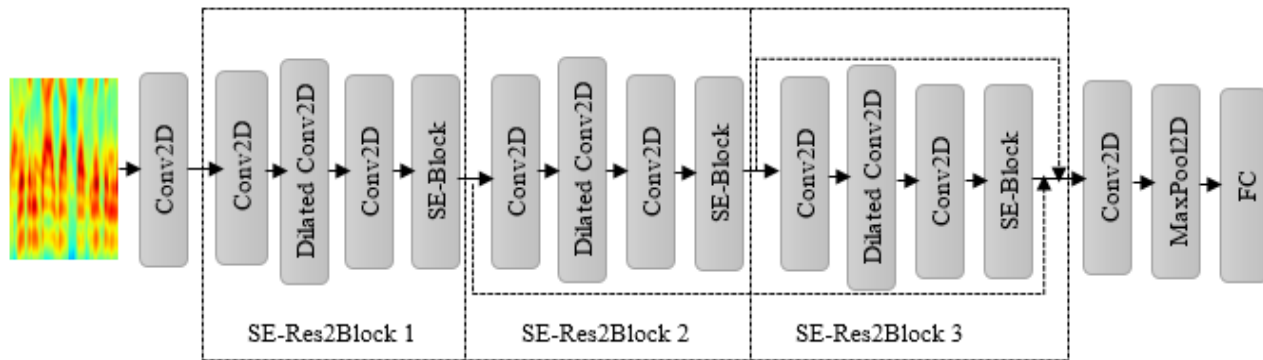 Conv2D
Conv2D
Dilated Conv2D
Conv2D
SE-Block
Conv2D
Dilated Conv2D
Conv2D
SE-Block
Conv2D
Dilated Conv2D
Conv2D
SE-Block
Conv2D
MaxPool2D
FC
SE-Res2Block 1
SE-Res2Block 2
SE-Res2Block 3